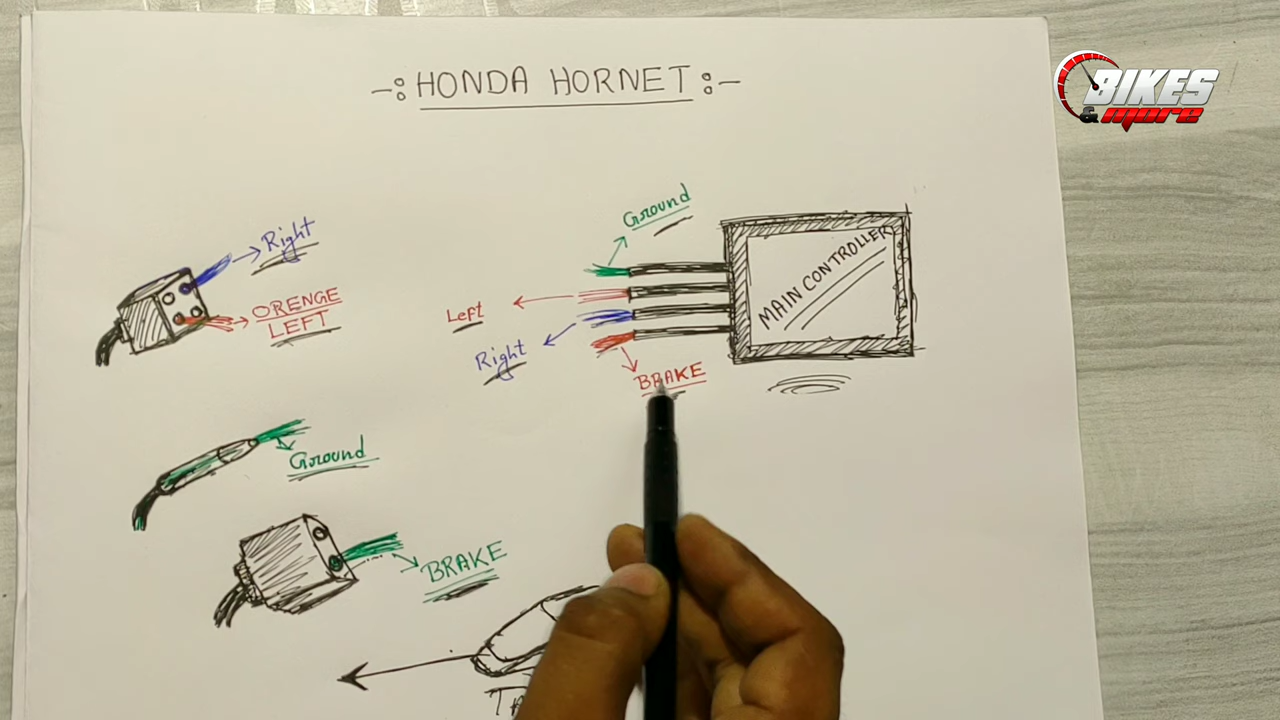 -: HONDA HORNET :-
BIKES
& more
Ground
Right
ORENGE
LEFT
Left
Right
BRAKE
MAIN CONTROLLER
Ground
BRAKE